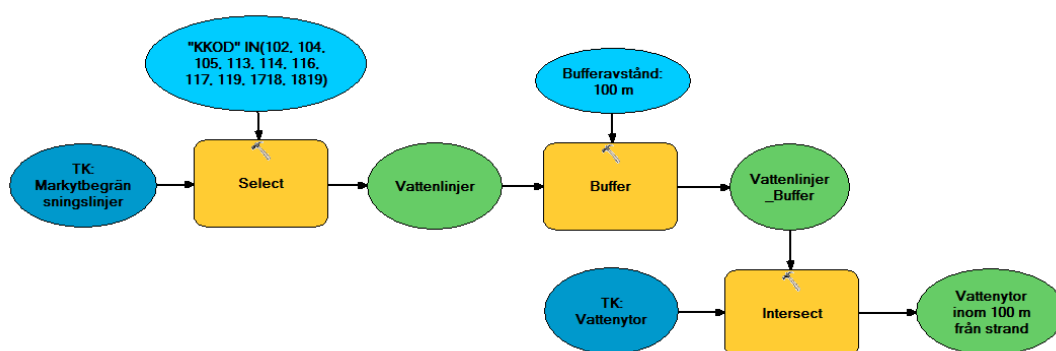 "KKOD" IN(102, 104,
105, 113, 114, 116,
117, 119, 1718, 1819)
Bufferavstånd:
100 m
TK:
Markytbegrän
sningslinjer
Select
Vattenlinjer
Buffer
Vattenlinjer
_Buffer
TK:
Vattenytor
Intersect
Vattenytor
inom 100 m
från strand